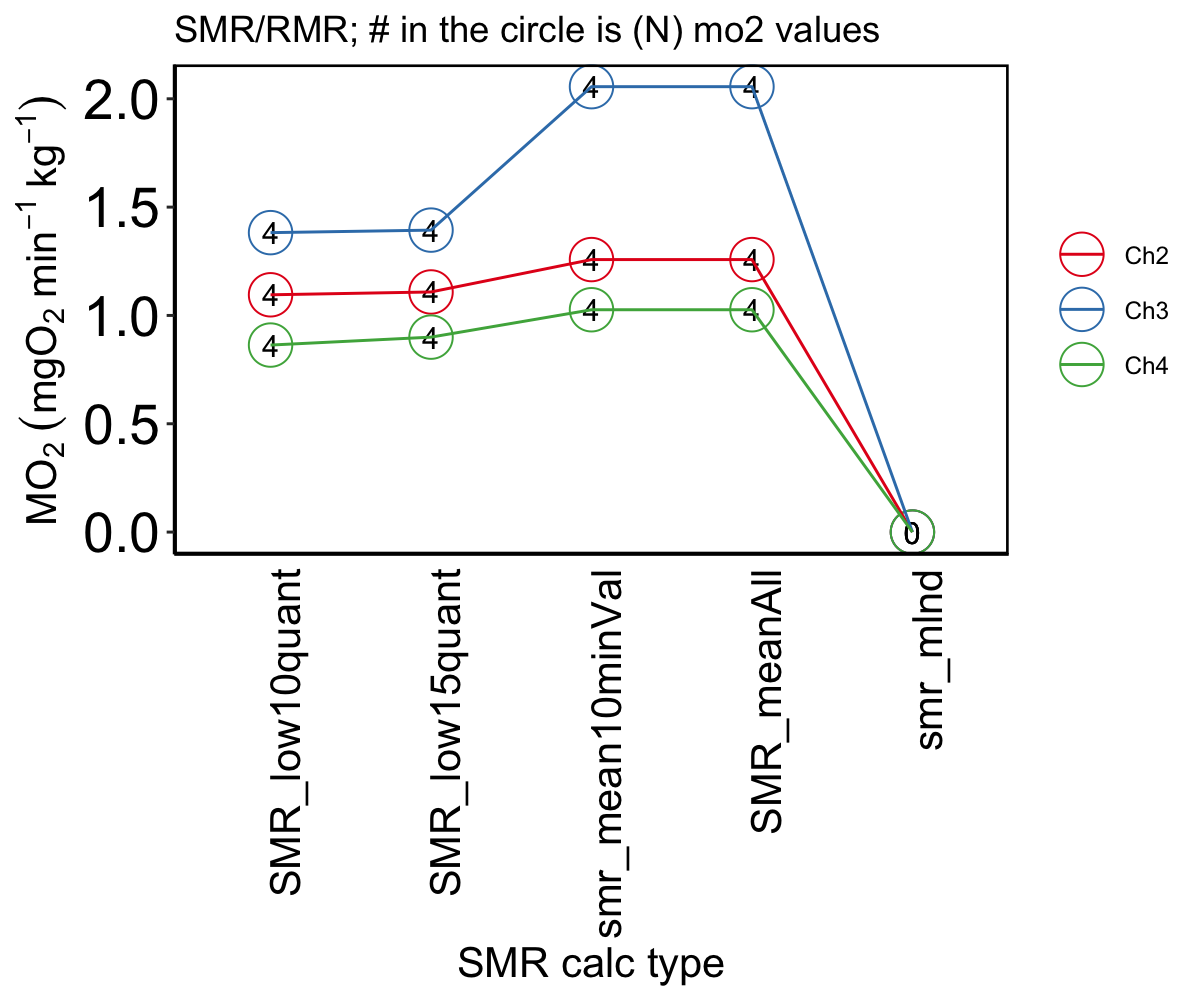 SMR/RMR; # in the circle is (N) mo2 values
MO₂ (mgO₂ min⁻¹ kg⁻¹)
2.0
1.5
1.0
0.5
0.0
4 4 4 4
4 4 4 4
4 4 4 4
0
Ch2
Ch3
Ch4
SMR_low10quant
SMR_low15quant
smr_mean10minVal
SMR_meanAll
smr_mlnd
SMR calc type